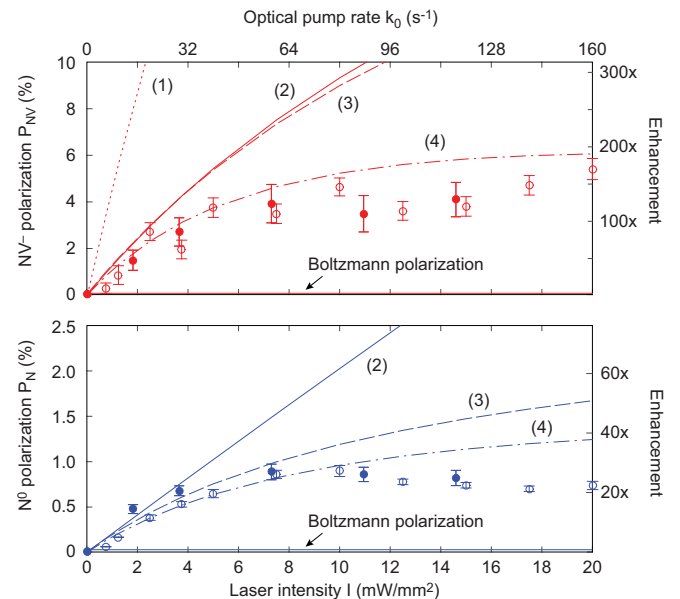 Optical pump rate k₀ (s⁻¹)
0 32 64 96 128 160
NV– polarization P_NV (%)
10
8
6
4
2
0
(1)
(2)
(3)
(4)
Boltzmann polarization
300x
200x
100x
Enhancement
N⁰ polarization P_N (%)
2.5
2.0
1.5
1.0
0.5
0
(2)
(3)
(4)
Boltzmann polarization
60x
40x
20x
Enhancement
0 2 4 6 8 10 12 14 16 18 20
Laser intensity I (mW/mm²)